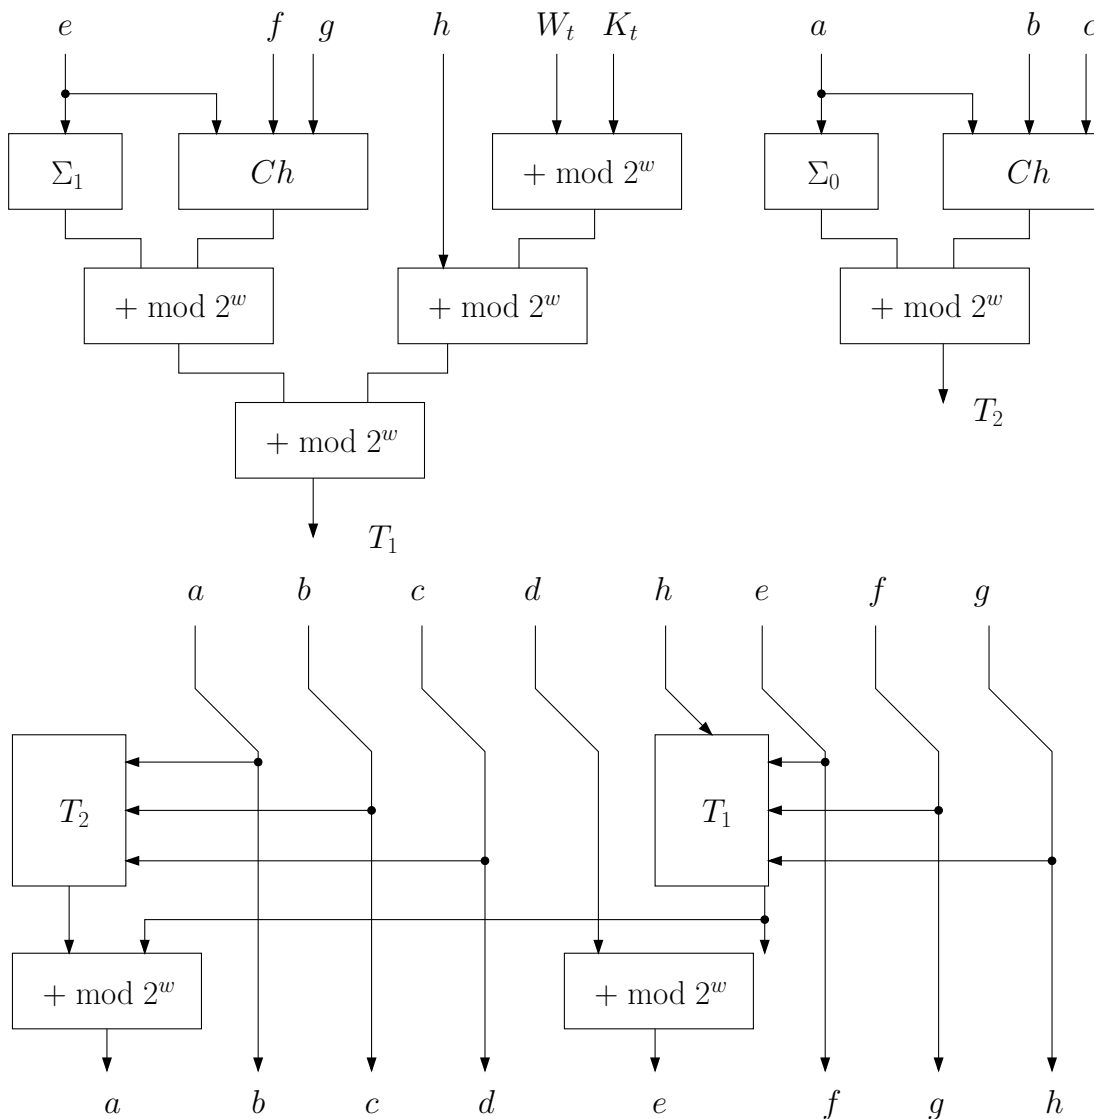 e f g h W_t K_t a b c
Σ_1 Ch + mod 2^w Σ_0 Ch
+ mod 2^w + mod 2^w + mod 2^w
T_2
+ mod 2^w
T_1
a b c d h e f g
T_2 T_1
+ mod 2^w + mod 2^w
a b c d e f g h